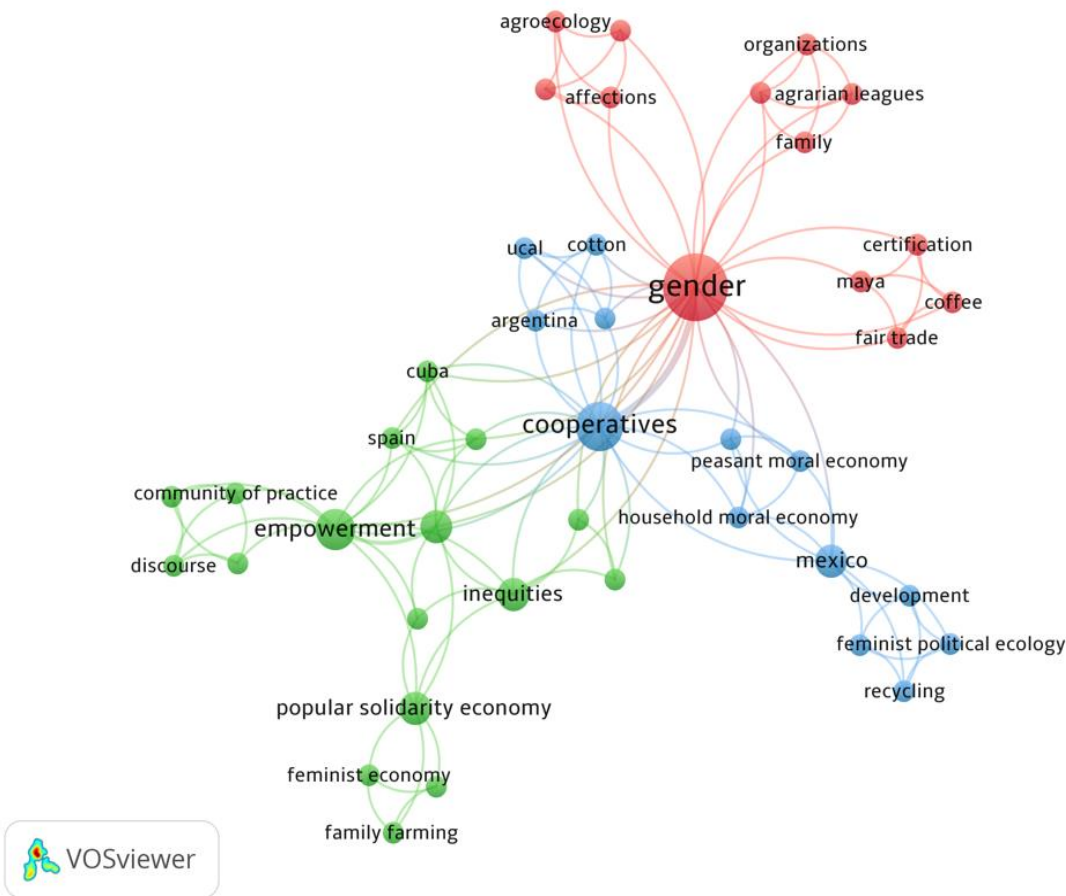 agroecology
organizations
affections
agrarian leagues
family
ucal
cotton
certification
gender
maya
coffee
argentina
fair trade
cuba
cooperatives
spain
peasant moral economy
community of practice
household moral economy
empowerment
mexico
discourse
inequities
development
feminist political ecology
recycling
popular solidarity economy
feminist economy
family farming
VOSviewer